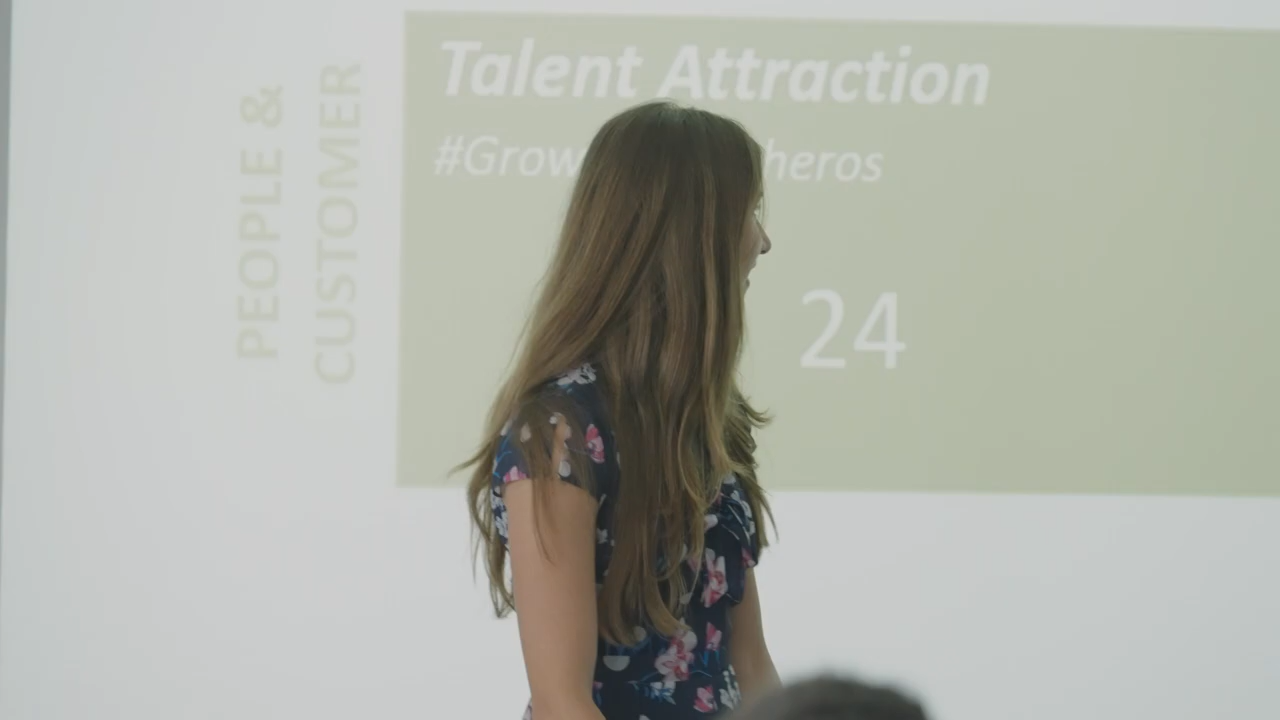 PEOPLE &
CUSTOMER
Talent Attraction
#Grow heros
24